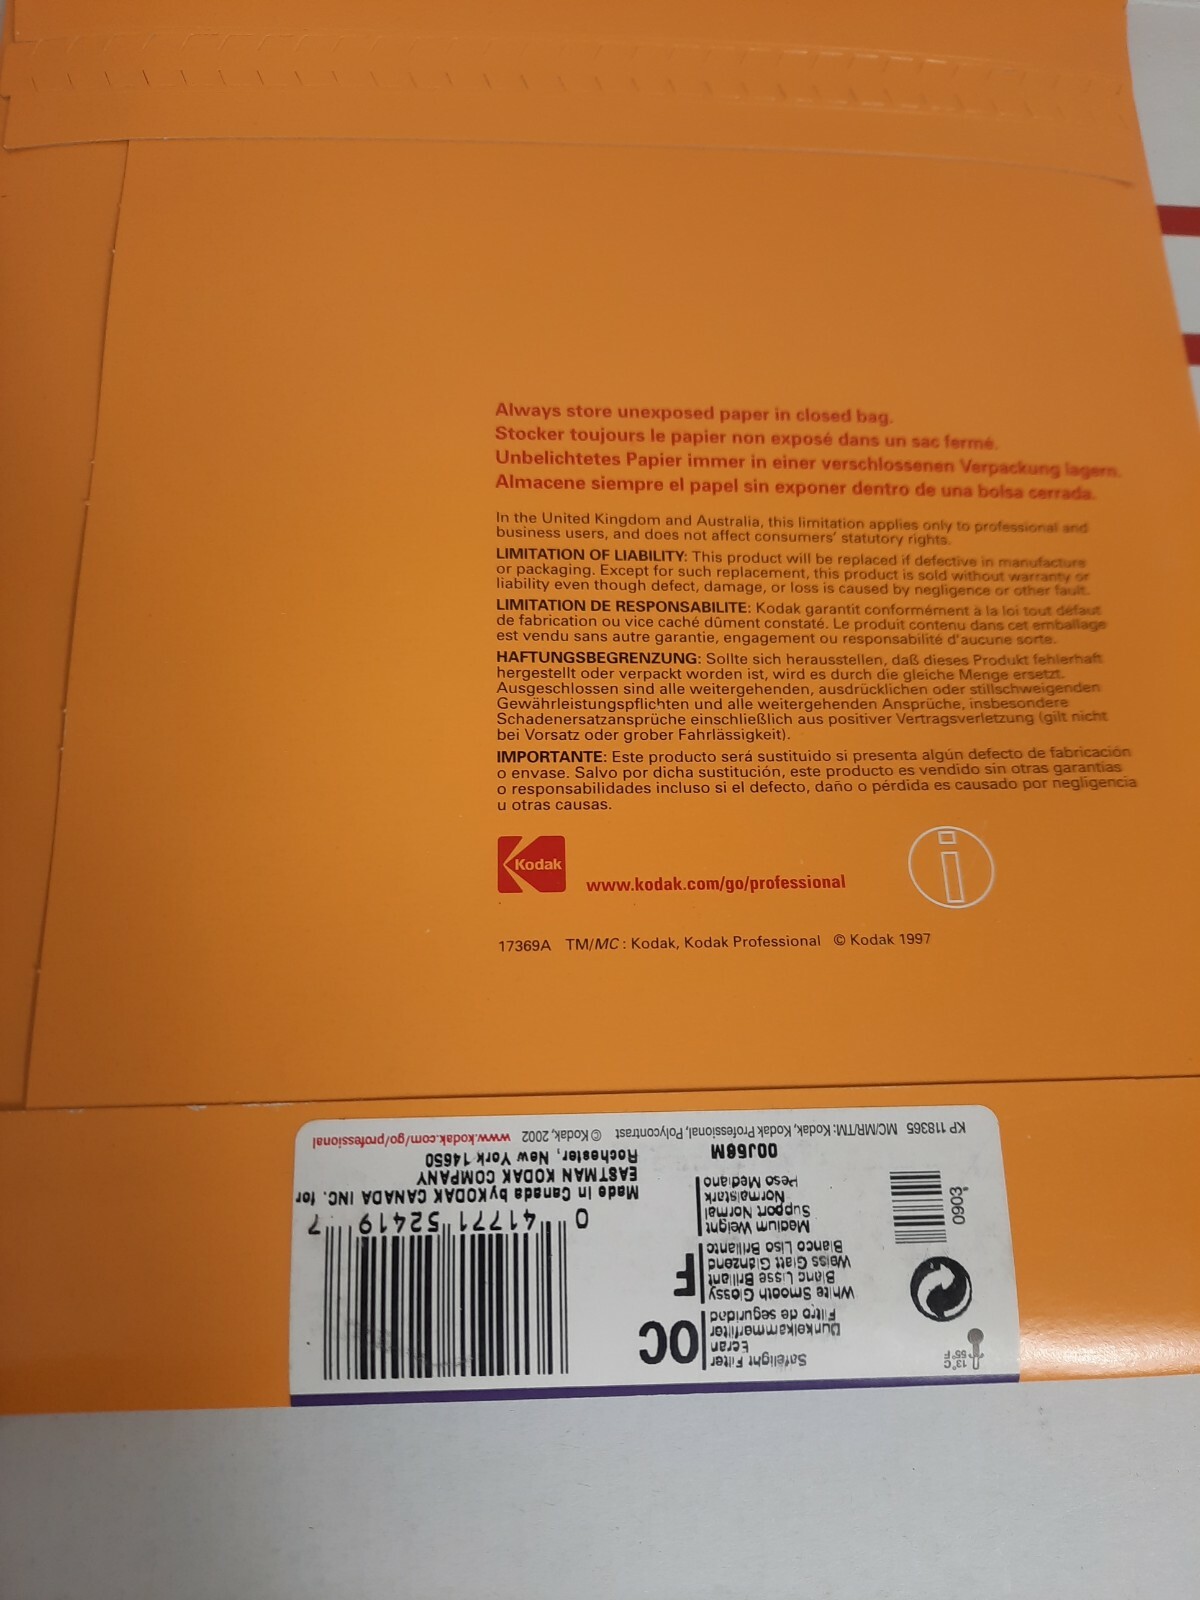 Always store unexposed paper in closed bag.
Stocker toujours le papier non exposé dans un sac fermé.
Unbelichtetes Papier immer in einer verschlossenen Verpackung lagern.
Almacene siempre el papel sin exponer dentro de una bolsa cerrada.
In the United Kingdom and Australia, this limitation applies only to professional and
business users, and does not affect consumers' statutory rights.
LIMITATION OF LIABILITY: This product will be replaced if defective in manufacture
or packaging. Except for such replacement, this product is sold without warranty or
liability even though defect, damage, or loss is caused by negligence or other fault.
LIMITATION DE RESPONSABILITE: Kodak garantit conformément à la loi tout défaut
de fabrication ou vice caché dûment constaté. Le produit contenu dans cet emballage
est vendu sans autre garantie, engagement ou responsabilité d'aucune sorte.
HAFTUNGSBEGRENZUNG: Sollte sich herausstellen, daß dieses Produkt fehlerhaft
hergestellt oder verpackt worden ist, wird es durch die gleiche Menge ersetzt.
Ausgeschlossen sind alle weitergehenden, ausdrücklichen oder stillschweigenden
Gewährleistungspflichten und alle weitergehenden Ansprüche, insbesondere
Schadenersatzansprüche einschließlich aus positiver Vertragsverletzung (gilt nicht
bei Vorsatz oder grober Fahrlässigkeit).
IMPORTANTE: Este producto será sustituido si presenta algún defecto de fabricación
o envase. Salvo por dicha sustitución, este producto es vendido sin otras garantías
o responsabilidades incluso si el defecto, daño o pérdida es causado por negligencia
u otras causas.
Kodak
www.kodak.com/go/professional
i
17369A TM/MC: Kodak, Kodak Professional © Kodak 1997
13°C
55°F
Safelight Filter
Ecran
Dunkelkammerfilter
Filtro de seguridad
OC
White Smooth Glossy
Blanc Lisse Brillant
Weiss Glatt Glänzend
Blanco Liso Brillante
F
Medium Weight
Support Normal
Normalstark
Peso Mediano
00J58M
0903
0 41771 52419 7
Made in Canada by KODAK CANADA INC. for
EASTMAN KODAK COMPANY
Rochester, New York 14650
KP 118365 MC/MR/TM: Kodak, Kodak Professional, Polycontrast © Kodak, 2002 www.kodak.com/go/professional